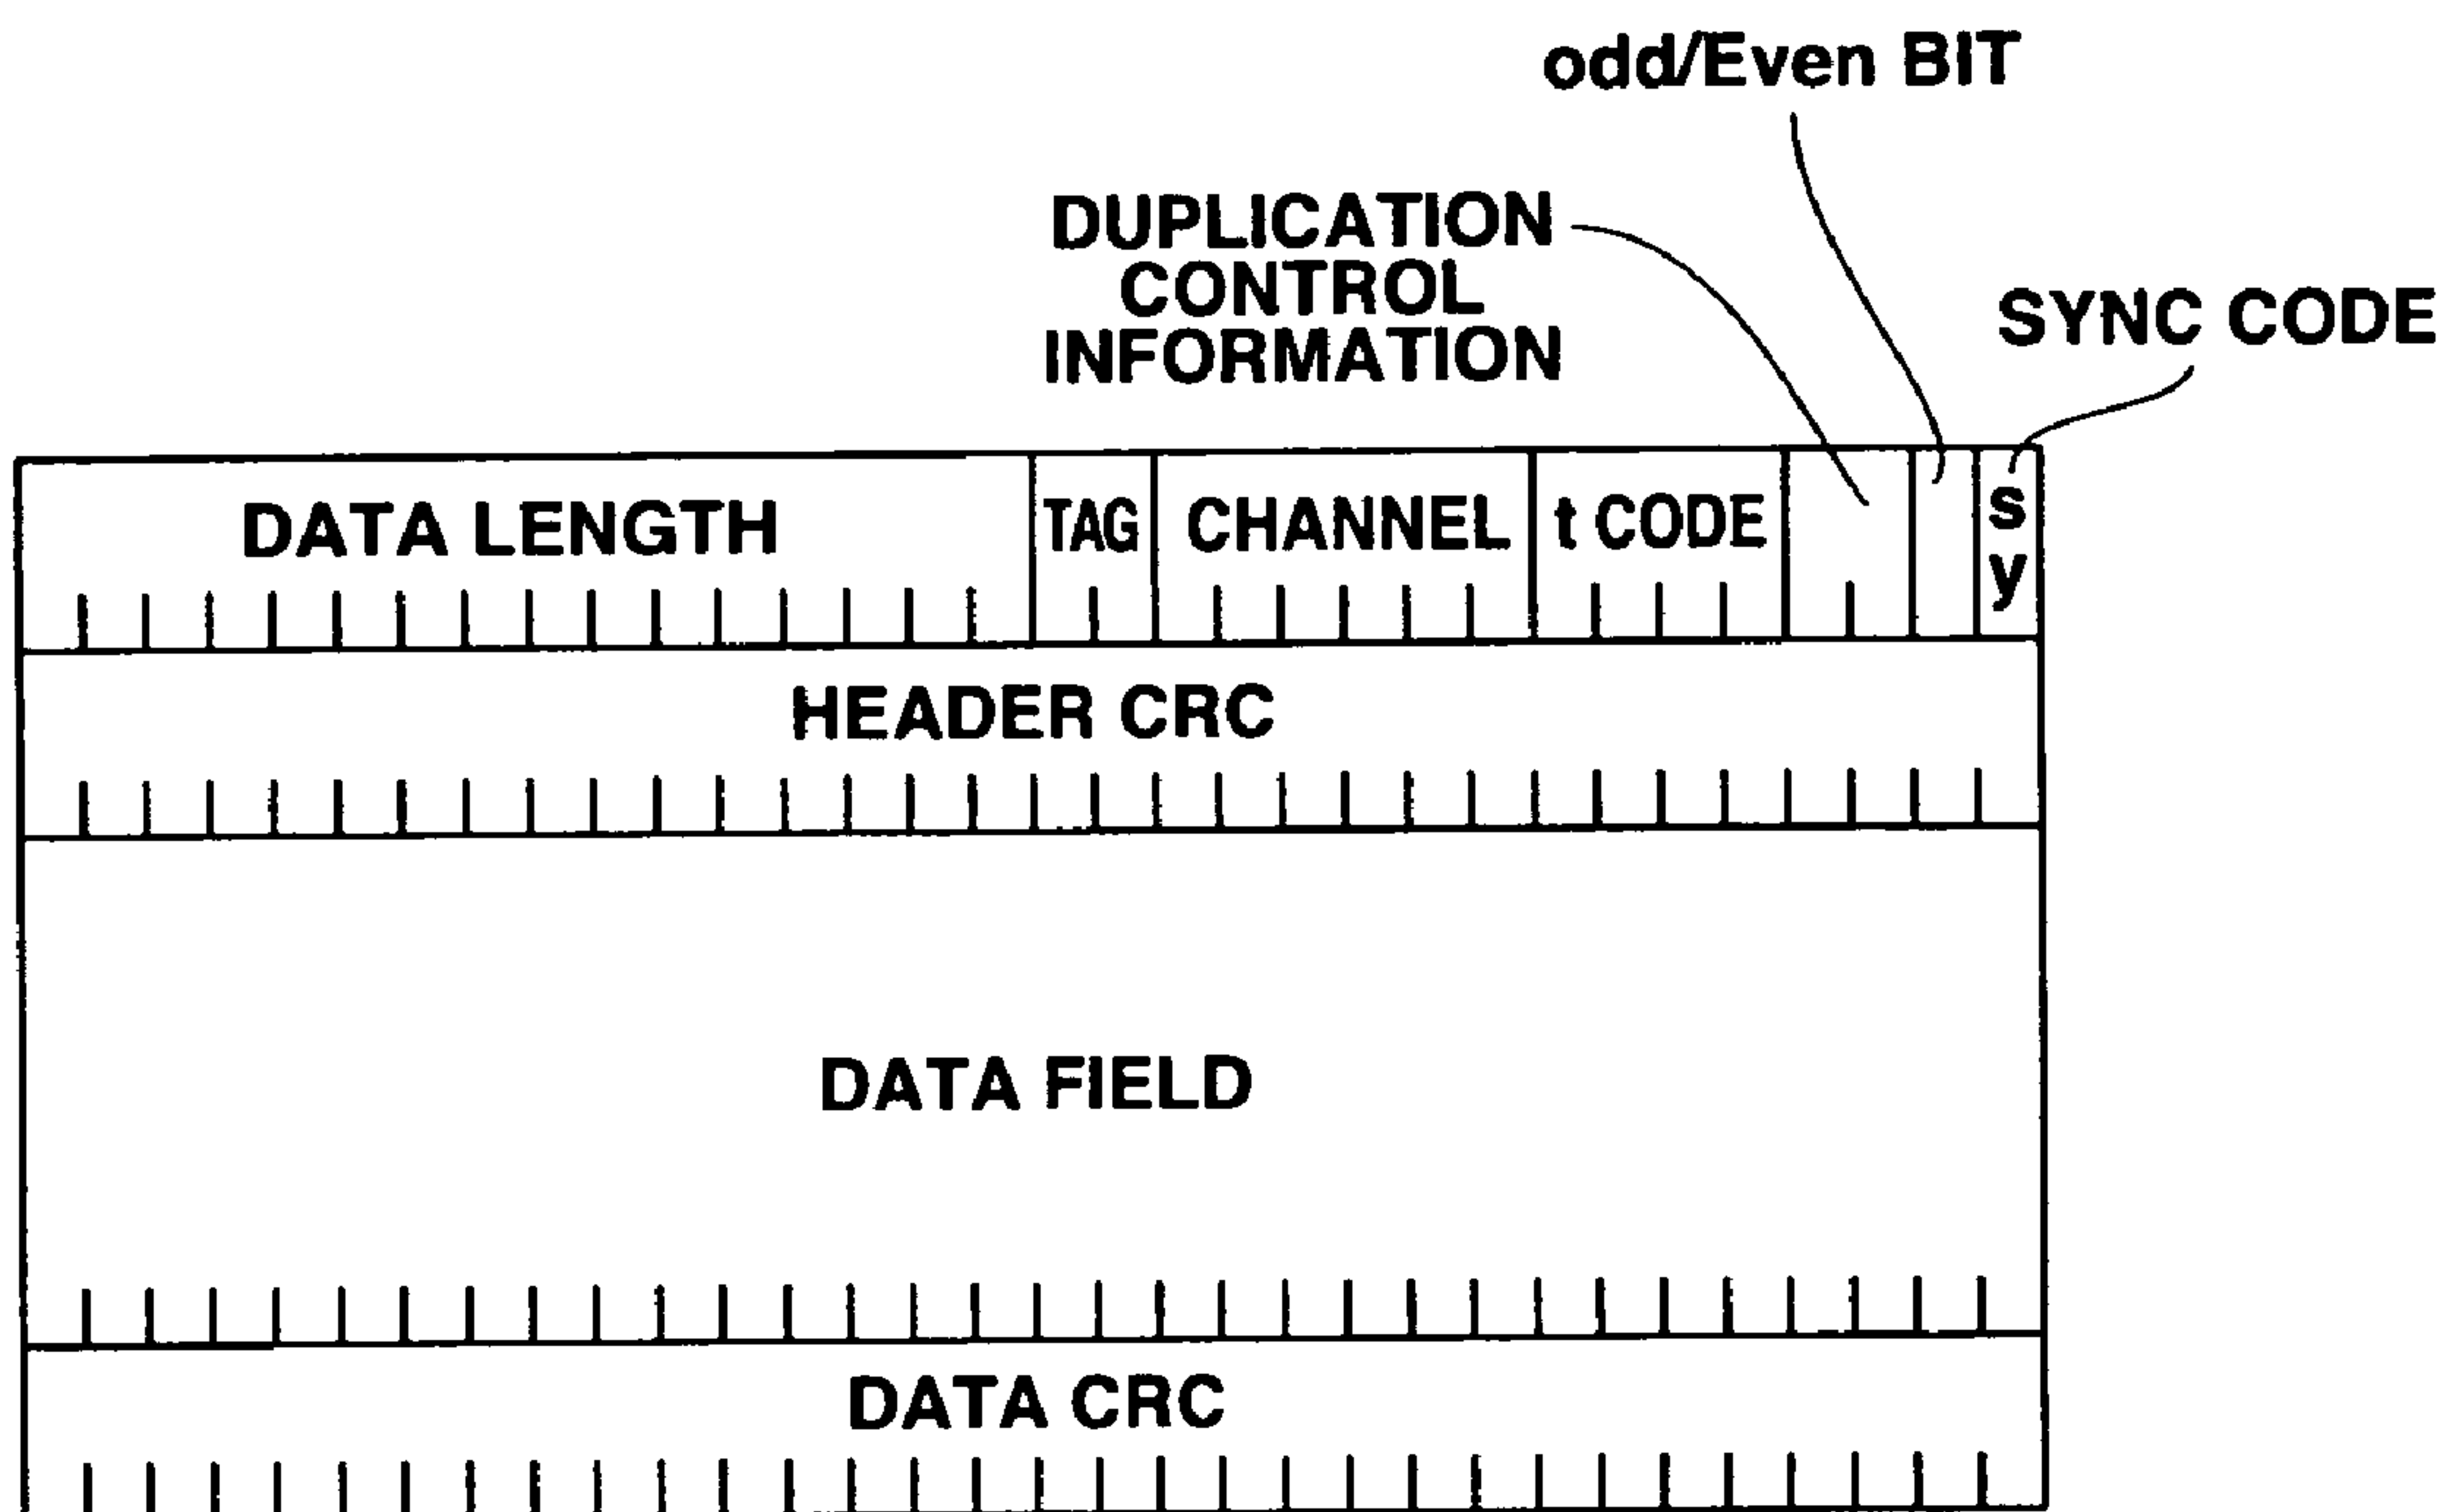 odd/Even BIT
DUPLICATION
CONTROL
INFORMATION
SYNC CODE
DATA LENGTH
TAG
CHANNEL
t CODE
s
y
HEADER CRC
DATA FIELD
DATA CRC